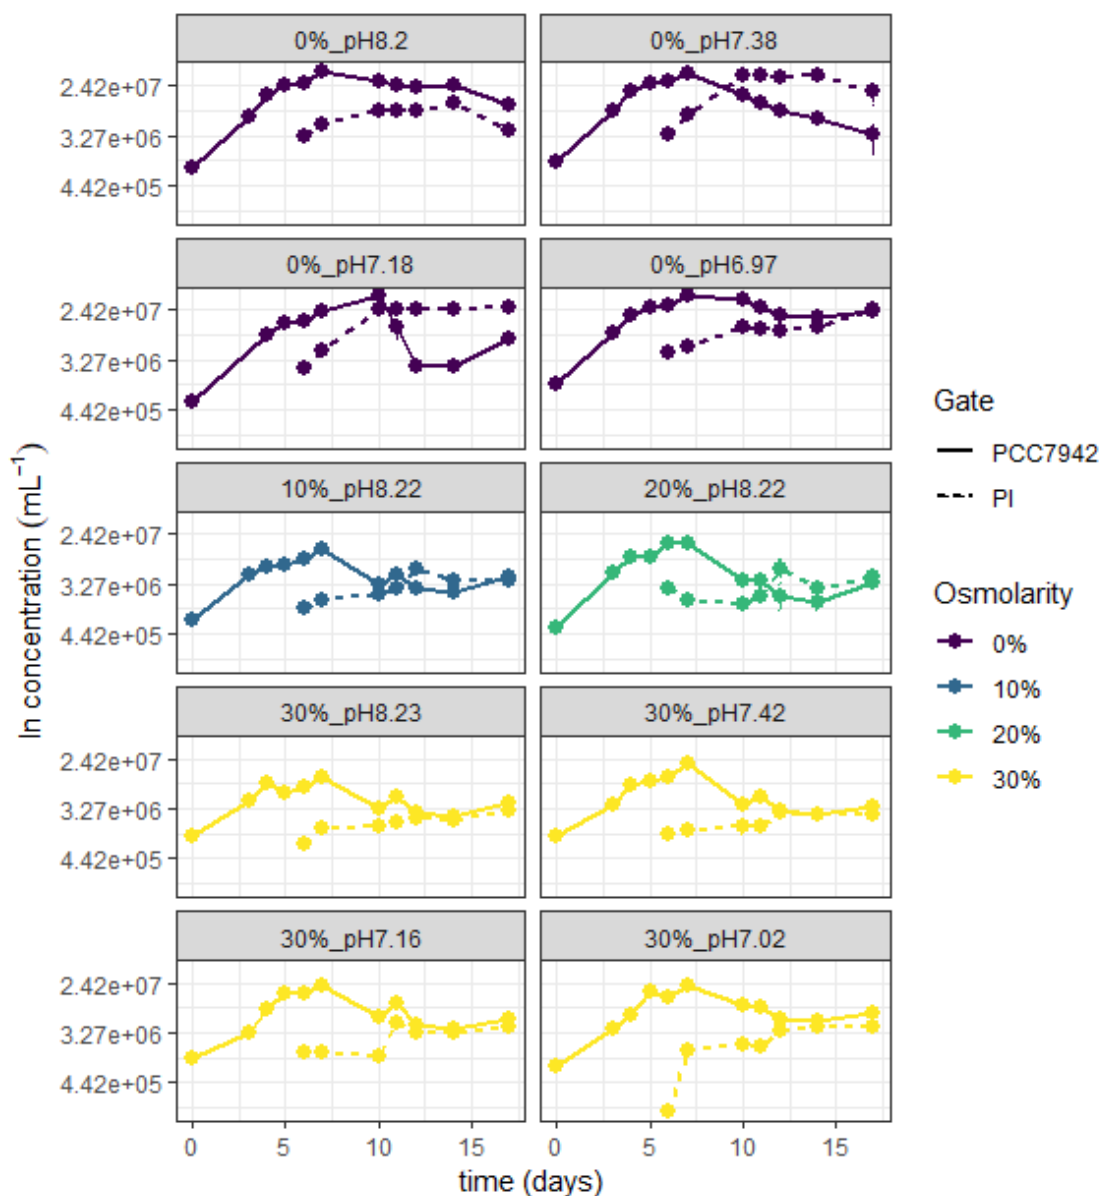 0%_pH8.2
0%_pH7.38
2.42e+07
3.27e+06
4.42e+05
0%_pH7.18
0%_pH6.97
2.42e+07
3.27e+06
4.42e+05
10%_pH8.22
20%_pH8.22
2.42e+07
3.27e+06
4.42e+05
30%_pH8.23
30%_pH7.42
2.42e+07
3.27e+06
4.42e+05
30%_pH7.16
30%_pH7.02
2.42e+07
3.27e+06
4.42e+05
0 5 10 15
0 5 10 15
time (days)
ln concentration (mL⁻¹)
Gate
PCC7942
PI
Osmolarity
0%
10%
20%
30%